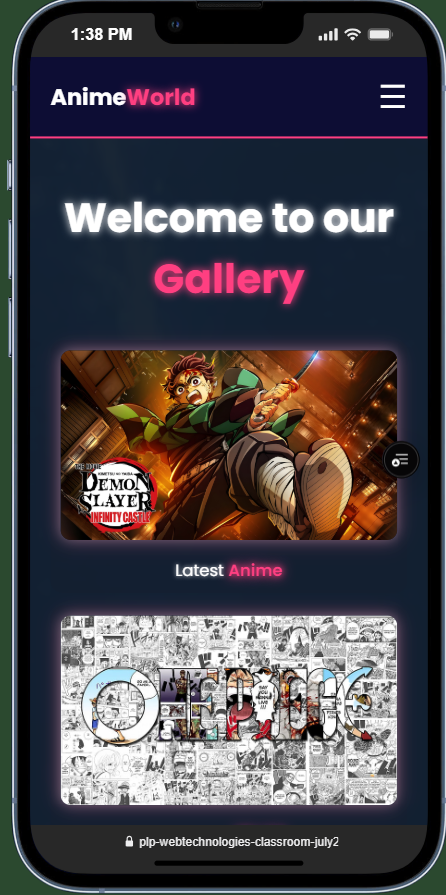 1:38 PM
AnimeWorld
Welcome to our
Gallery
THE MOVIE
KIMETSU NO YAIBA
DEMON
SLAYER
INFINITY CASTLE
Latest Anime
ONE PIECE
plp-webtechnologies-classroom-july2